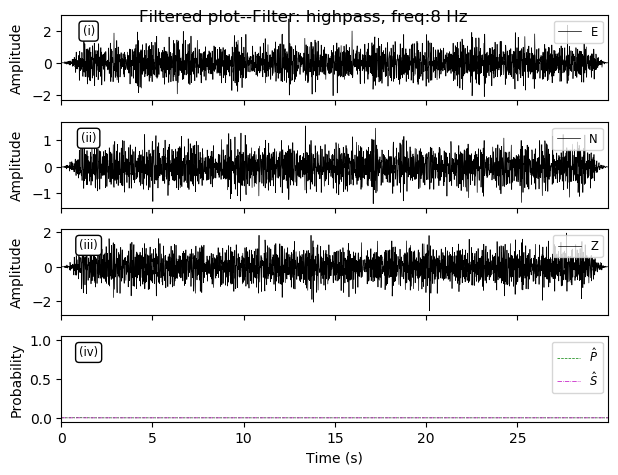 Filtered plot--Filter: highpass, freq:8 Hz
(i)
E
Amplitude
2
0
−2
(ii)
N
Amplitude
1
0
−1
(iii)
Z
Amplitude
2
0
−2
(iv)
P̂
Ŝ
Probability
1.0
0.5
0.0
0 5 10 15 20 25
Time (s)